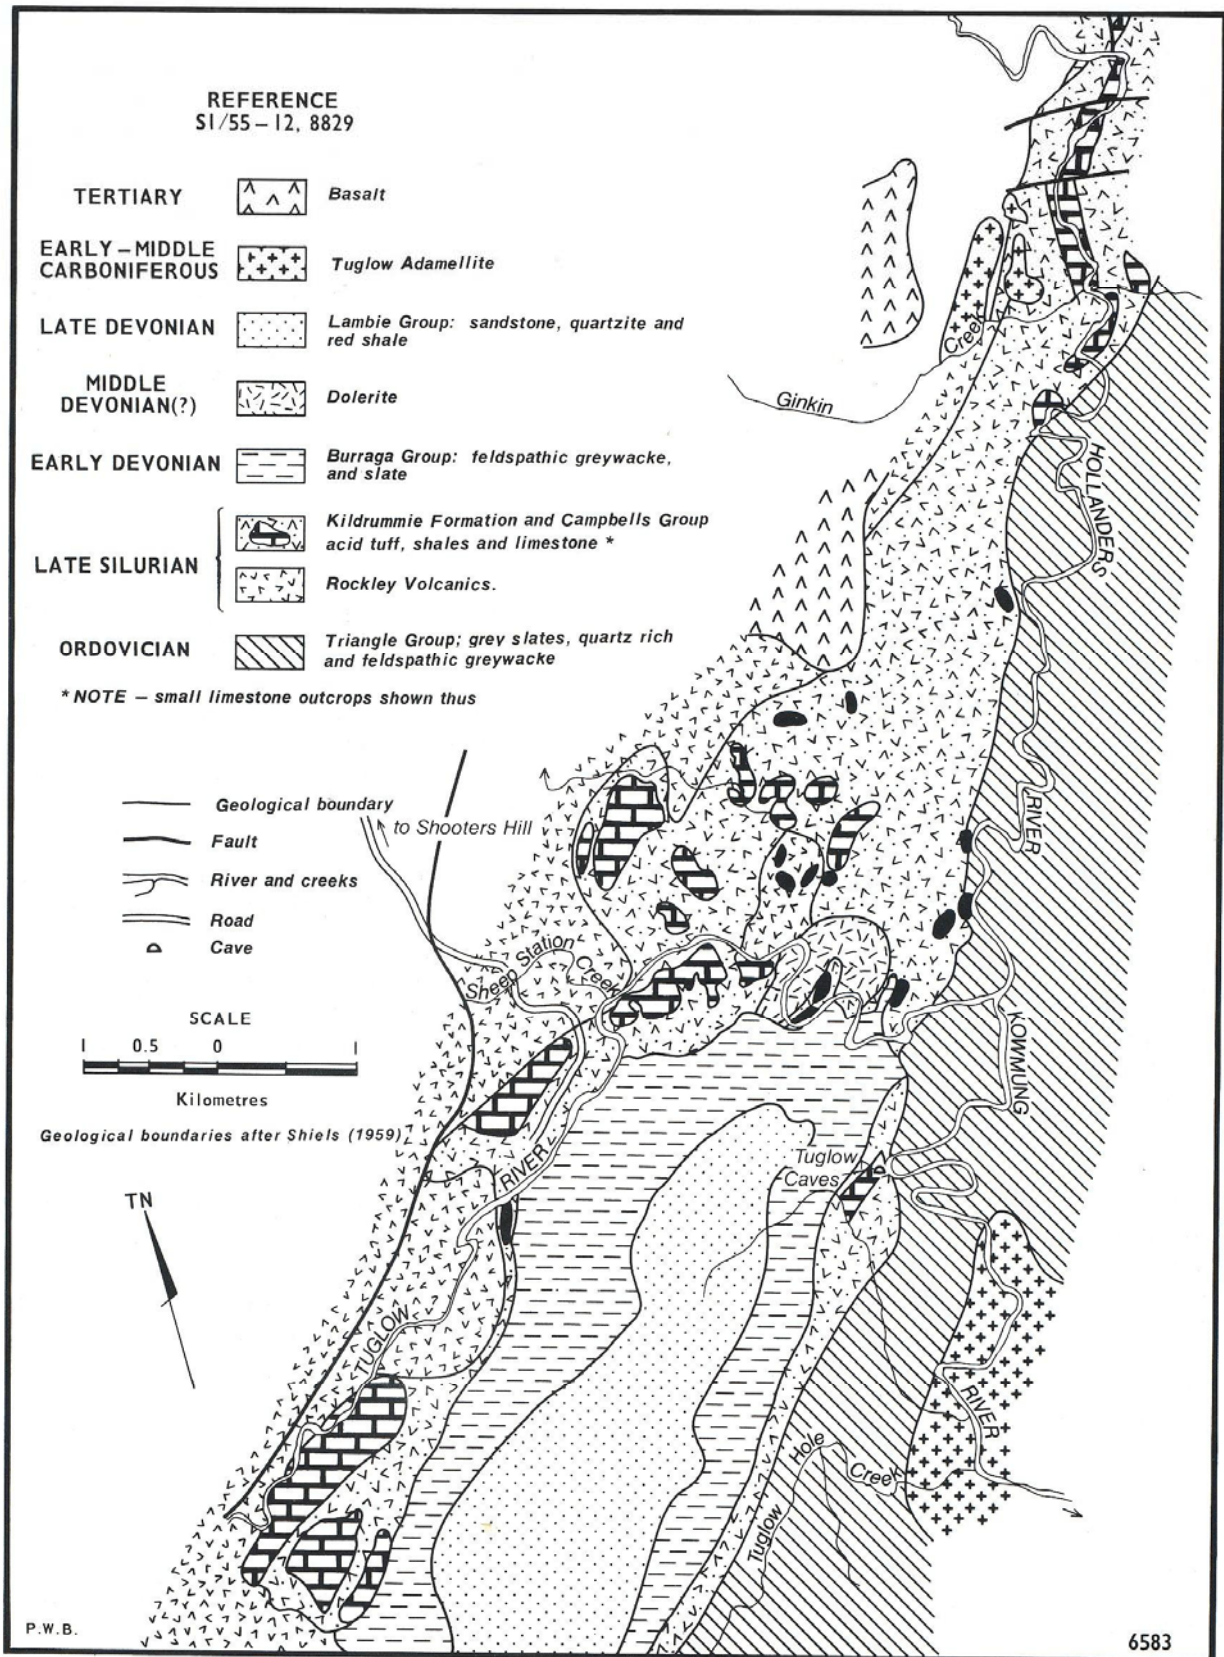 REFERENCE
S1/55–12, 8829
TERTIARY
Basalt
EARLY–MIDDLE
CARBONIFEROUS
Tuglow Adamellite
LATE DEVONIAN
Lambie Group: sandstone, quartzite and
red shale
MIDDLE
DEVONIAN(?)
Dolerite
EARLY DEVONIAN
Burraga Group: feldspathic greywacke,
and slate
LATE SILURIAN
Kildrummie Formation and Campbells Group
acid tuff, shales and limestone *
Rockley Volcanics.
ORDOVICIAN
Triangle Group; grey slates, quartz rich
and feldspathic greywacke
* NOTE – small limestone outcrops shown thus
Geological boundary
Fault
River and creeks
Road
Cave
SCALE
1 0.5 0 1
Kilometres
Geological boundaries after Shiels (1959)
TN
to Shooters Hill
Ginkin
Creek
HOLLANDERS
RIVER
Sheep Station
Creek
KOWMUNG
RIVER
Tuglow
Caves
TUGLOW
RIVER
Tuglow Hole
Creek
P.W.B.
6583